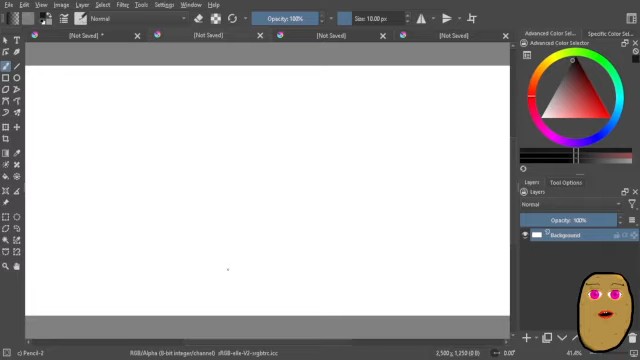 File Edit View Image Layer Select Filter Tools Settings Window Help
Normal
Opacity: 100%
Size: 10.00 px
[Not Saved] *
[Not Saved]
[Not Saved]
[Not Saved]
Advanced Color Sel...
Specific Color Sel...
Advanced Color Selector
Layers
Tool Options
Layers
Normal
Opacity: 100%
Background
c) Pencil-2
RGB/Alpha (8-bit integer/channel) sRGB-elle-V2-srgbtrc.icc
2,500 x 1,250 (0 B)
0.00°
41.4%